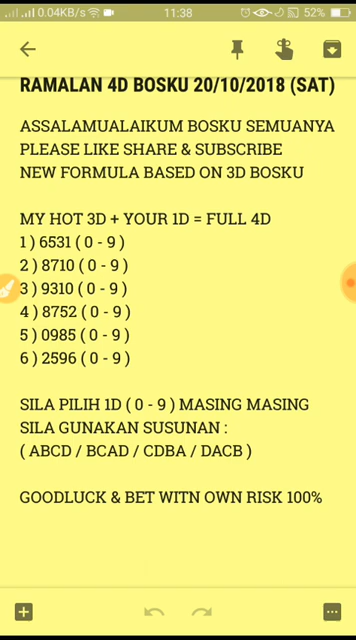 0.04KB/s 11:38 52%
RAMALAN 4D BOSKU 20/10/2018 (SAT)
ASSALAMUALAIKUM BOSKU SEMUANYA
PLEASE LIKE SHARE & SUBSCRIBE
NEW FORMULA BASED ON 3D BOSKU
MY HOT 3D + YOUR 1D = FULL 4D
1 ) 6531 ( 0 - 9 )
2 ) 8710 ( 0 - 9 )
3 ) 9310 ( 0 - 9 )
4 ) 8752 ( 0 - 9 )
5 ) 0985 ( 0 - 9 )
6 ) 2596 ( 0 - 9 )
SILA PILIH 1D ( 0 - 9 ) MASING MASING
SILA GUNAKAN SUSUNAN :
( ABCD / BCAD / CDBA / DACB )
GOODLUCK & BET WITN OWN RISK 100%